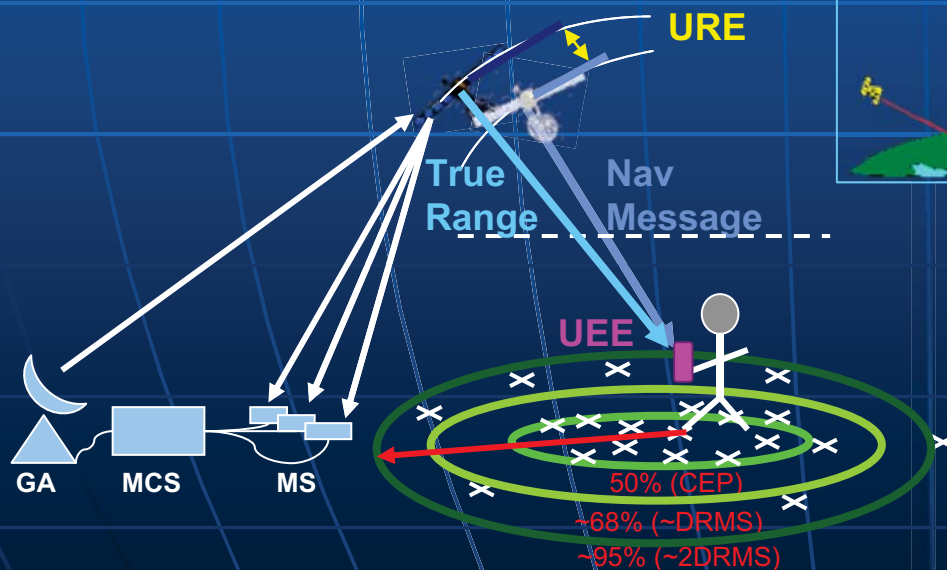 URE
True
Range
Nav
Message
UEE
GA
MCS
MS
50% (CEP)
~68% (~DRMS)
~95% (~2DRMS)